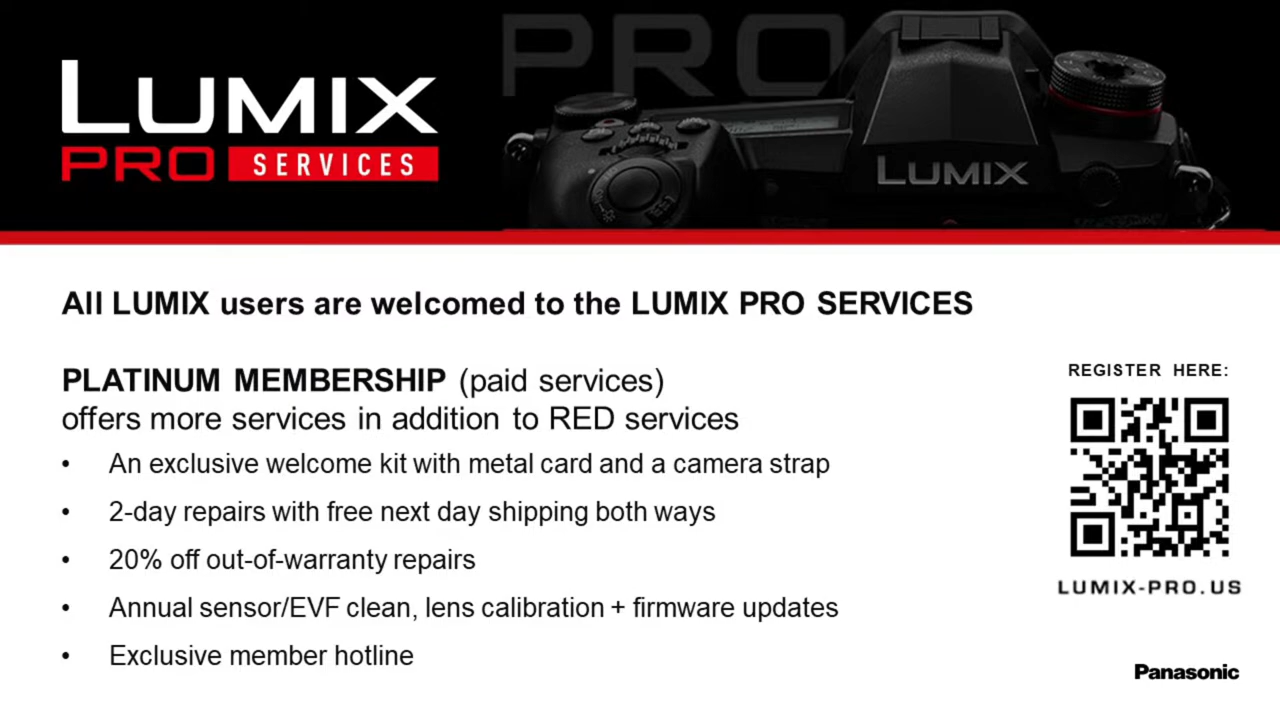 PRO
LUMIX
PRO SERVICES
LUMIX
All LUMIX users are welcomed to the LUMIX PRO SERVICES
PLATINUM MEMBERSHIP (paid services)
offers more services in addition to RED services
• An exclusive welcome kit with metal card and a camera strap
• 2-day repairs with free next day shipping both ways
• 20% off out-of-warranty repairs
• Annual sensor/EVF clean, lens calibration + firmware updates
• Exclusive member hotline
REGISTER HERE:
LUMIX-PRO.US
Panasonic